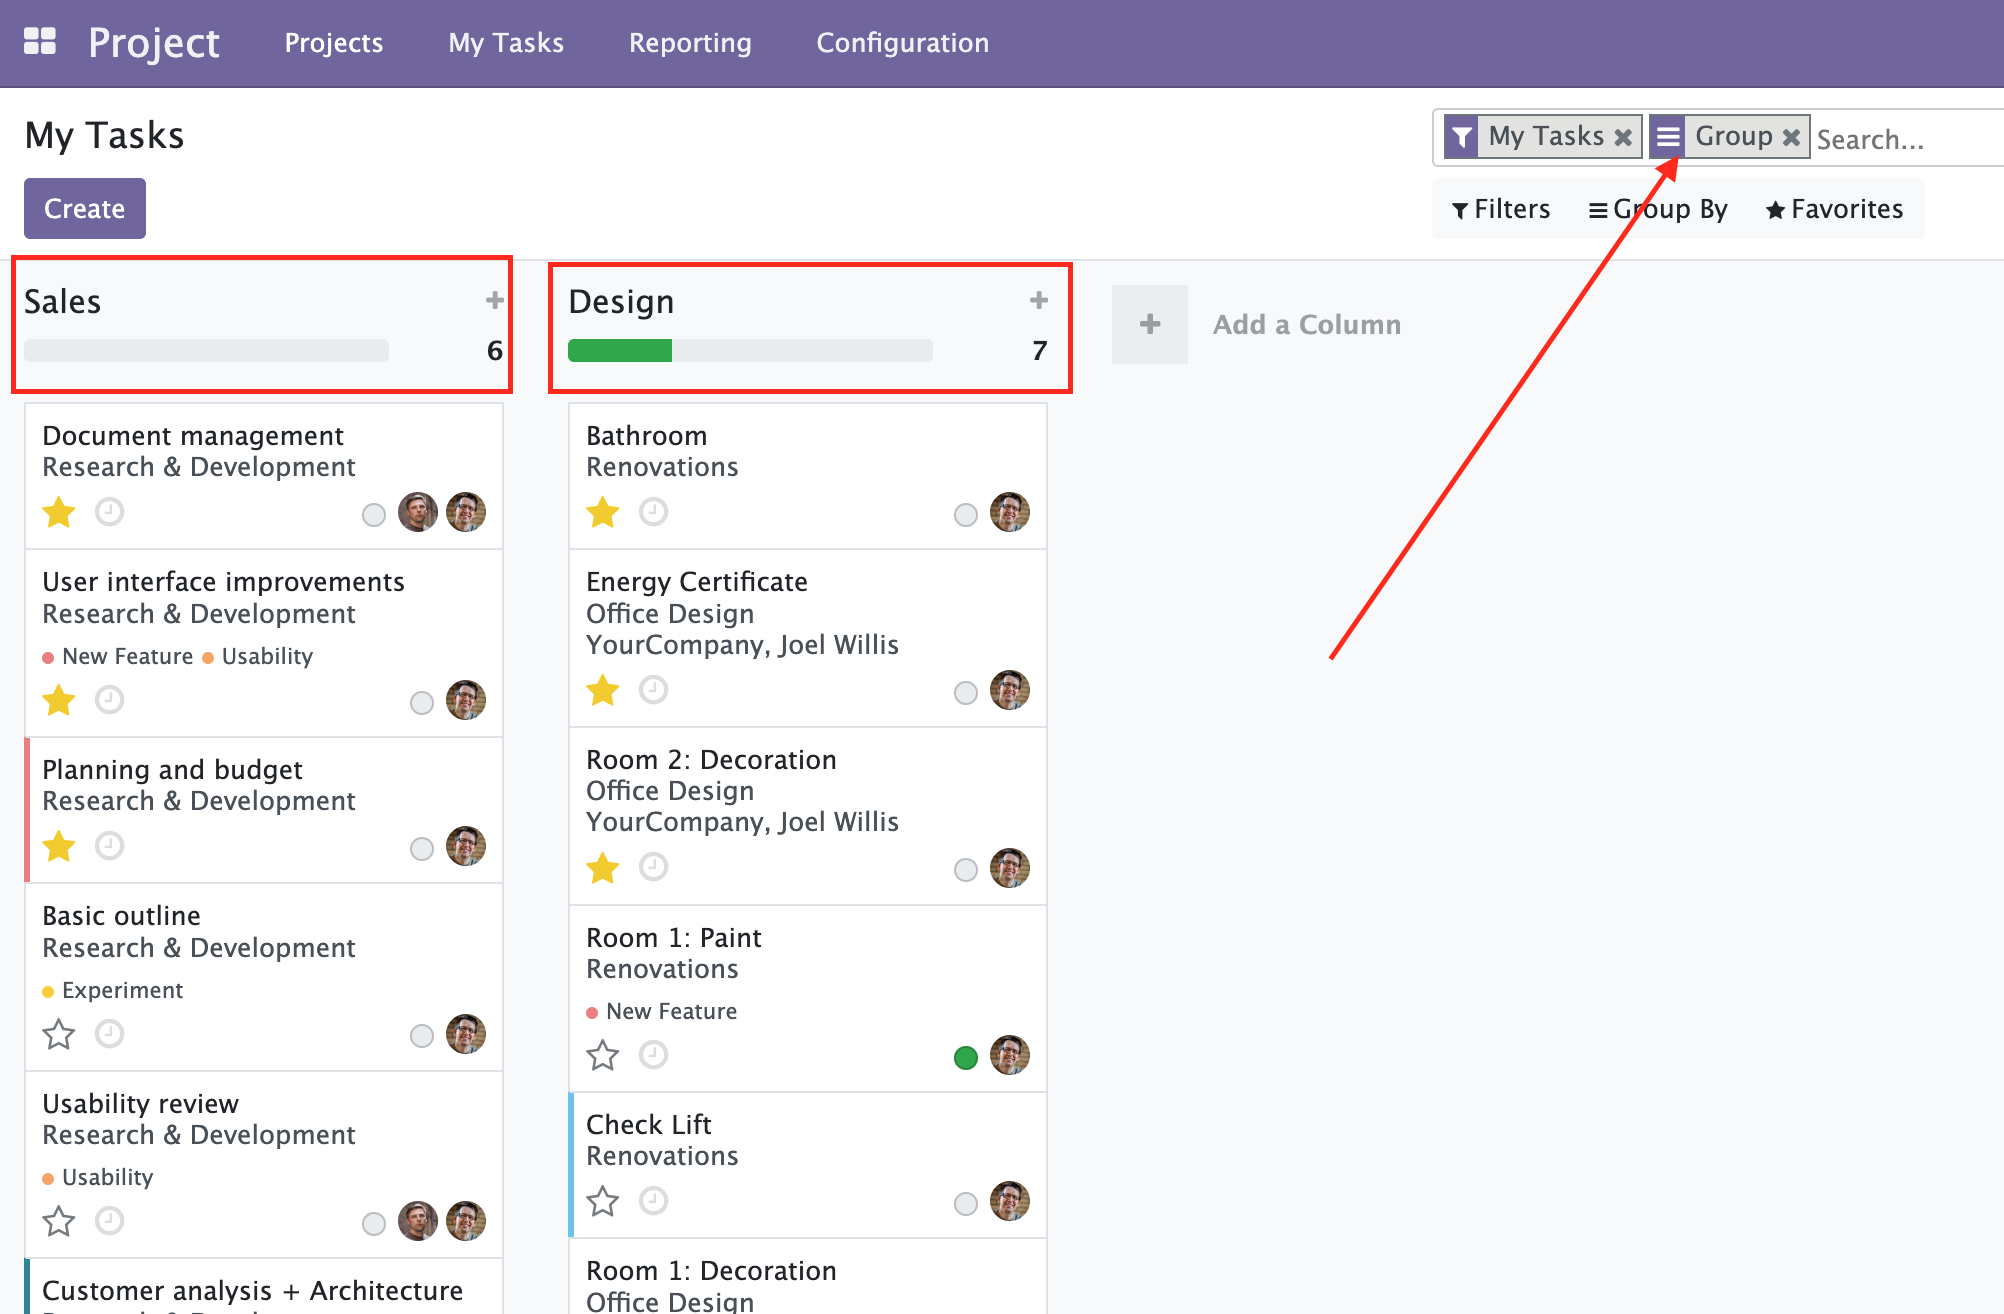 Project
Projects
My Tasks
Reporting
Configuration
My Tasks
My Tasks
Group
Search...
Create
Filters
Group By
Favorites
Sales
6
Document management
Research & Development
User interface improvements
Research & Development
New Feature
Usability
Planning and budget
Research & Development
Basic outline
Research & Development
Experiment
Usability review
Research & Development
Usability
Customer analysis + Architecture
Design
7
Bathroom
Renovations
Energy Certificate
Office Design
YourCompany, Joel Willis
Room 2: Decoration
Office Design
YourCompany, Joel Willis
Room 1: Paint
Renovations
New Feature
Check Lift
Renovations
Room 1: Decoration
Office Design
Add a Column